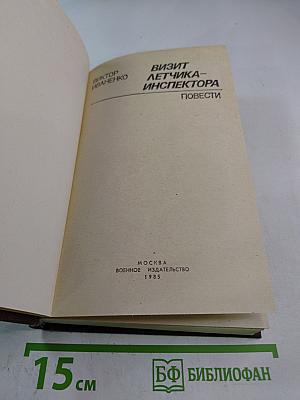 ВИКТОР
ИВАНЕНКО
ВИЗИТ
ЛЕТЧИКА—
ИНСПЕКТОРА
ПОВЕСТИ
МОСКВА
ВОЕННОЕ ИЗДАТЕЛЬСТВО
1985
15 см
БФ БИБЛИОФАН